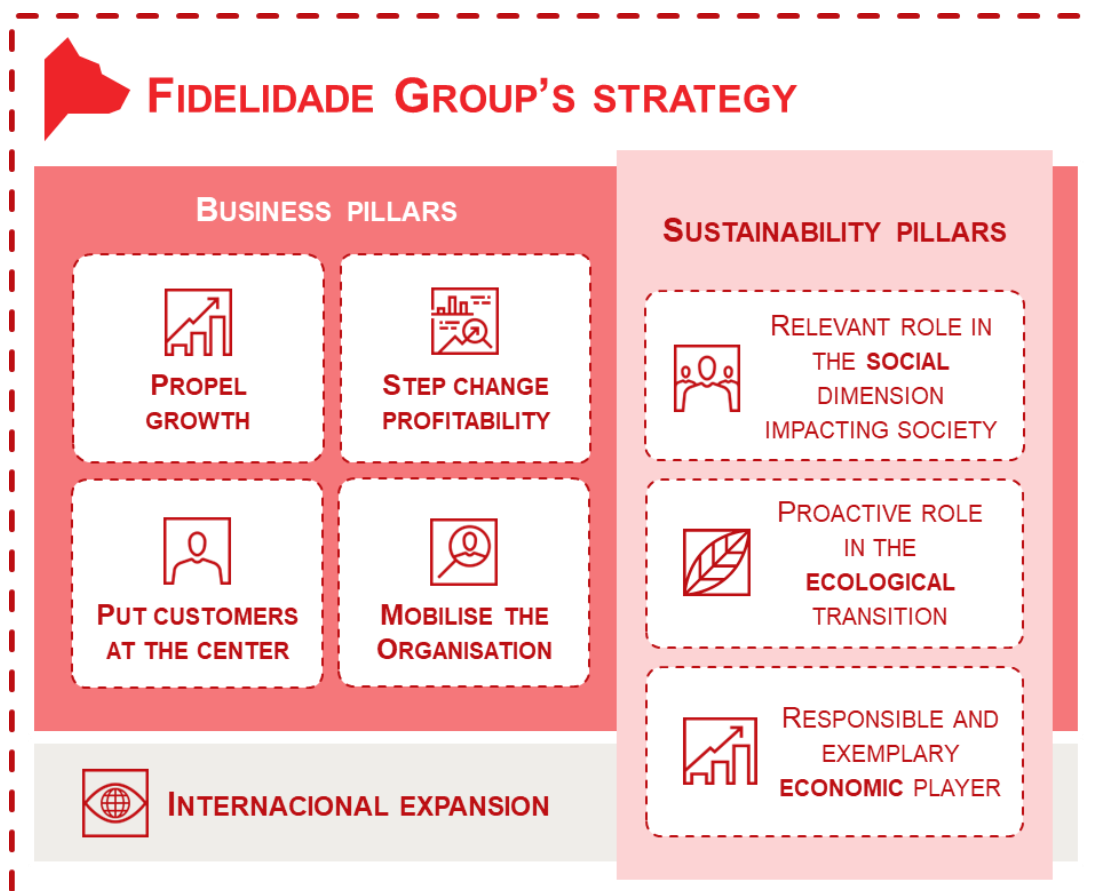 FIDELIDADE GROUP'S STRATEGY
BUSINESS PILLARS
PROPEL
GROWTH
STEP CHANGE
PROFITABILITY
PUT CUSTOMERS
AT THE CENTER
MOBILISE THE
ORGANISATION
INTERNACIONAL EXPANSION
SUSTAINABILITY PILLARS
RELEVANT ROLE IN
THE SOCIAL
DIMENSION
IMPACTING SOCIETY
PROACTIVE ROLE
IN THE
ECOLOGICAL
TRANSITION
RESPONSIBLE AND
EXEMPLARY
ECONOMIC PLAYER